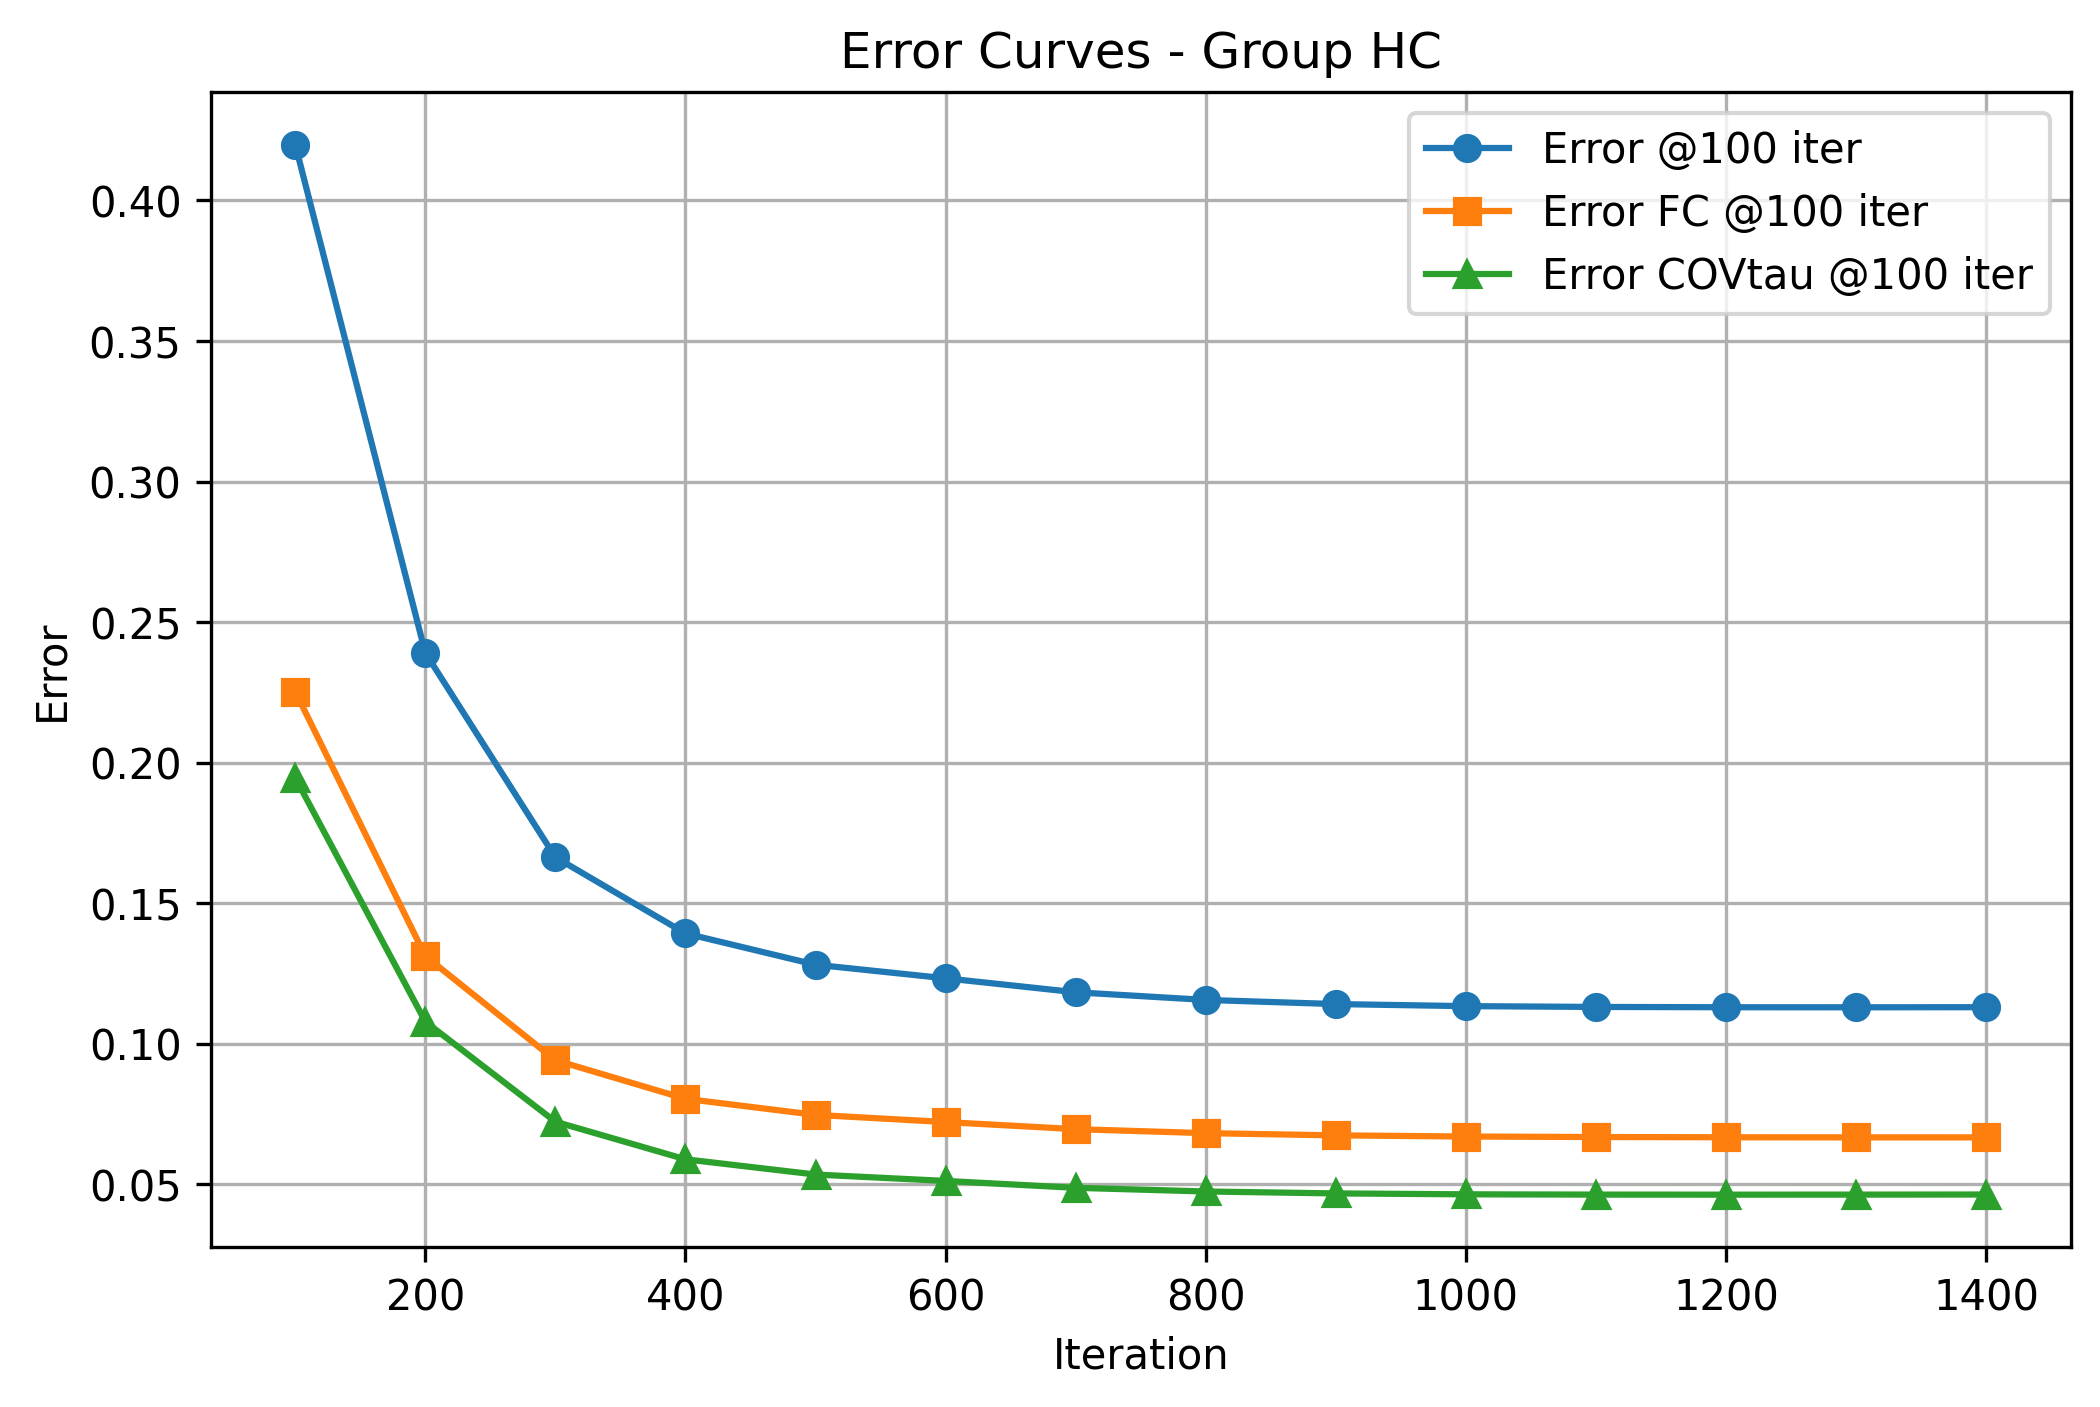 Error Curves - Group HC
Error @100 iter
Error FC @100 iter
Error COVtau @100 iter
0.40
0.35
0.30
0.25
0.20
0.15
0.10
0.05
Error
200 400 600 800 1000 1200 1400
Iteration